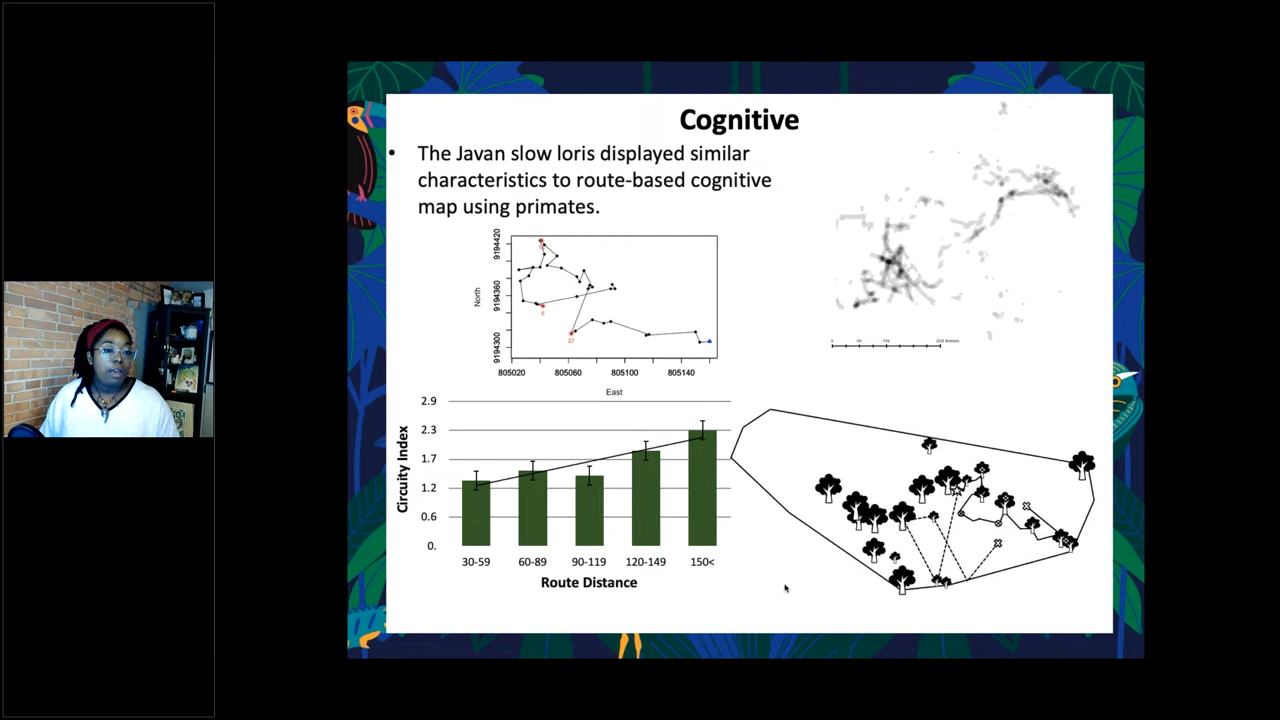 Cognitive
• The Javan slow loris displayed similar
characteristics to route-based cognitive
map using primates.
North
9194420
9194360
9194300
6
27
805020 805060 805100 805140
East
Circuity Index
2.9
2.3
1.7
1.2
0.6
0.
30-59 60-89 90-119 120-149 150<
Route Distance